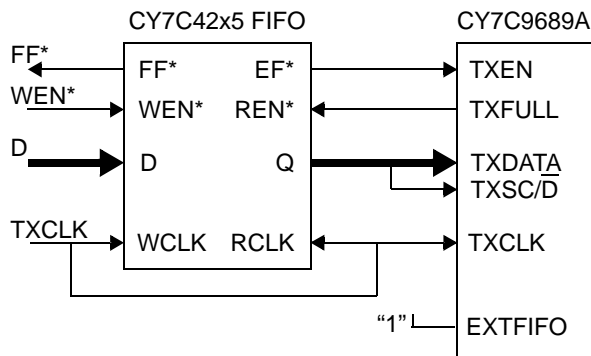 CY7C42x5 FIFO CY7C9689A
FF* FF* EF* TXEN
WEN* WEN* REN* TXFULL
D D Q TXDATA
TXSC/D̅
TXCLK WCLK RCLK TXCLK
“1” EXTFIFO